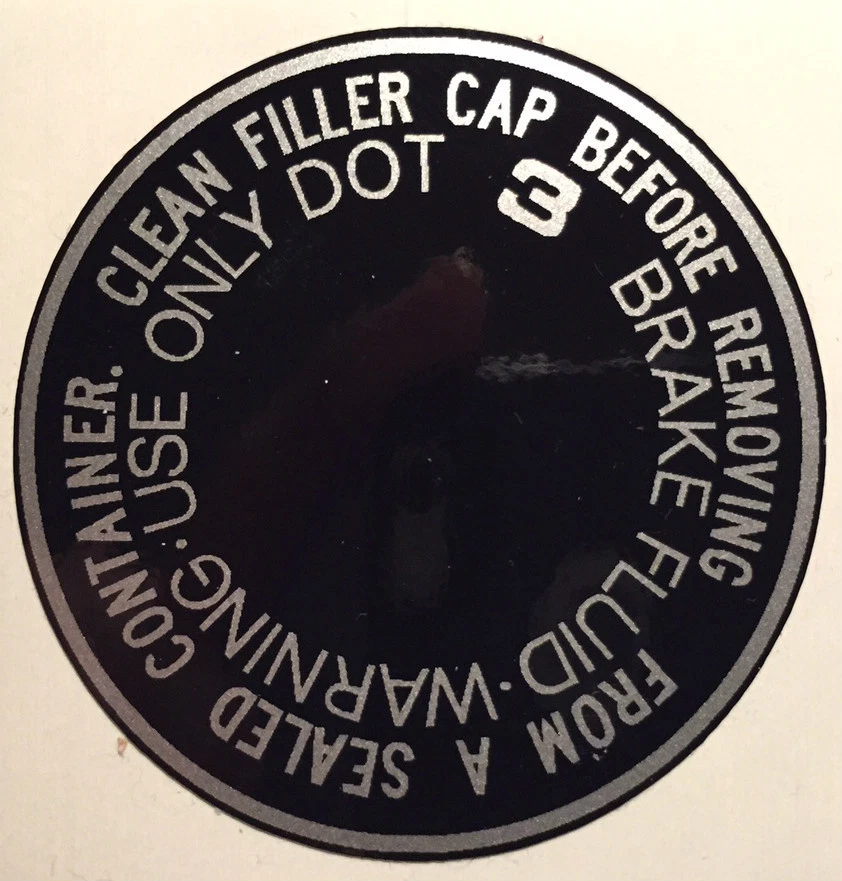 CLEAN FILLER CAP BEFORE REMOVING
WARNING·USE ONLY DOT 3 BRAKE FLUID·
FROM A SEALED CONTAINER.